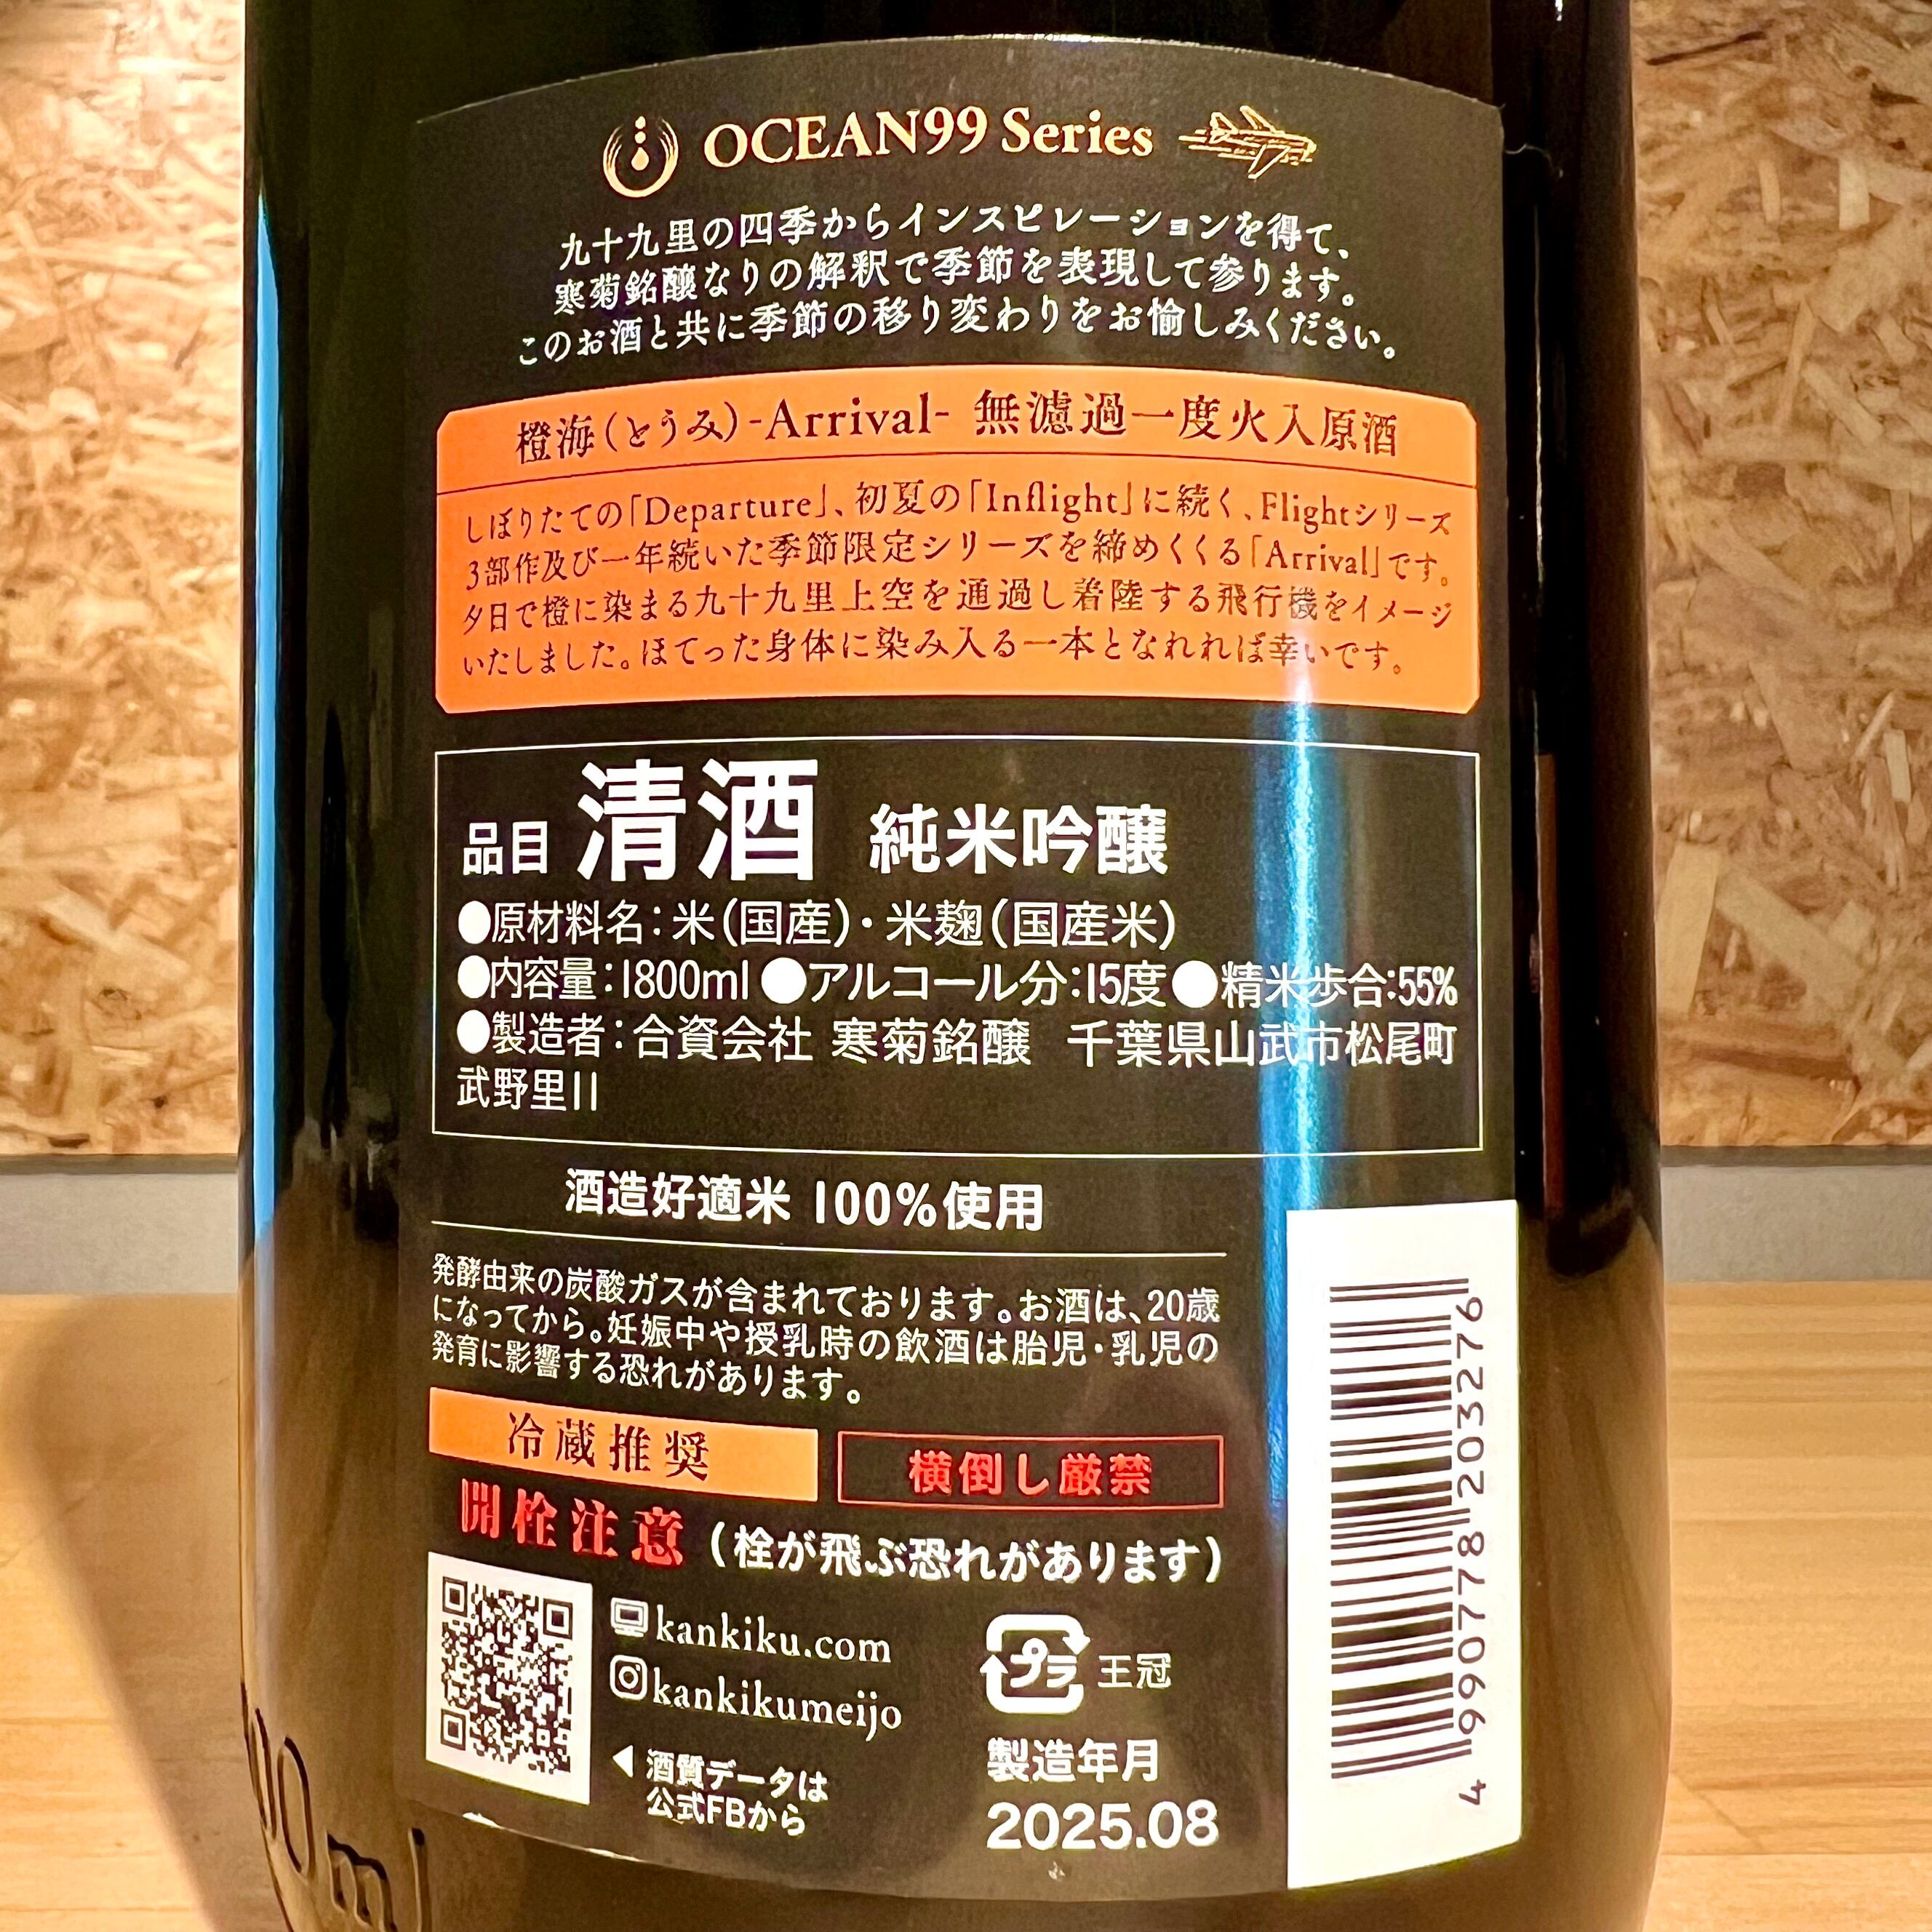 OCEAN99 Series
九十九里の四季からインスピレーションを得て、
寒菊銘醸なりの解釈で季節を表現して参ります。
このお酒と共に季節の移り変わりをお愉しみください。
橙海(とうみ)-Arrival- 無濾過一度火入原酒
しぼりたての「Departure」、初夏の「Inflight」に続く、Flightシリーズ
3部作及び一年続いた季節限定シリーズを締めくくる「Arrival」です。
夕日で橙に染まる九十九里上空を通過し着陸する飛行機をイメージ
いたしました。ほてった身体に染み入る一本となれれば幸いです。
品目 清酒 純米吟醸
●原材料名:米(国産)・米麹(国産米)
●内容量:1800ml ●アルコール分:15度 ●精米歩合:55%
●製造者:合資会社 寒菊銘醸 千葉県山武市松尾町
武野里11
酒造好適米 100%使用
発酵由来の炭酸ガスが含まれております。お酒は、20歳
になってから。妊娠中や授乳時の飲酒は胎児・乳児の
発育に影響する恐れがあります。
冷蔵推奨 横倒し厳禁
開栓注意 (栓が飛ぶ恐れがあります)
kankiku.com
kankikumeijo
プラ 王冠
◀ 酒質データは
公式FBから
製造年月
2025.08
4 990778 203226 76